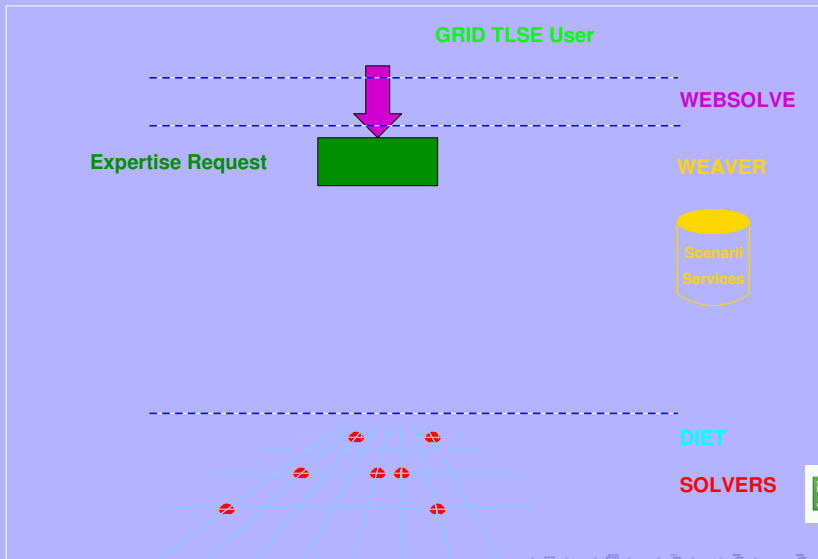 GRID TLSE User
WEBSOLVE
Expertise Request
WEAVER
Scenarii
Services
DIET
SOLVERS